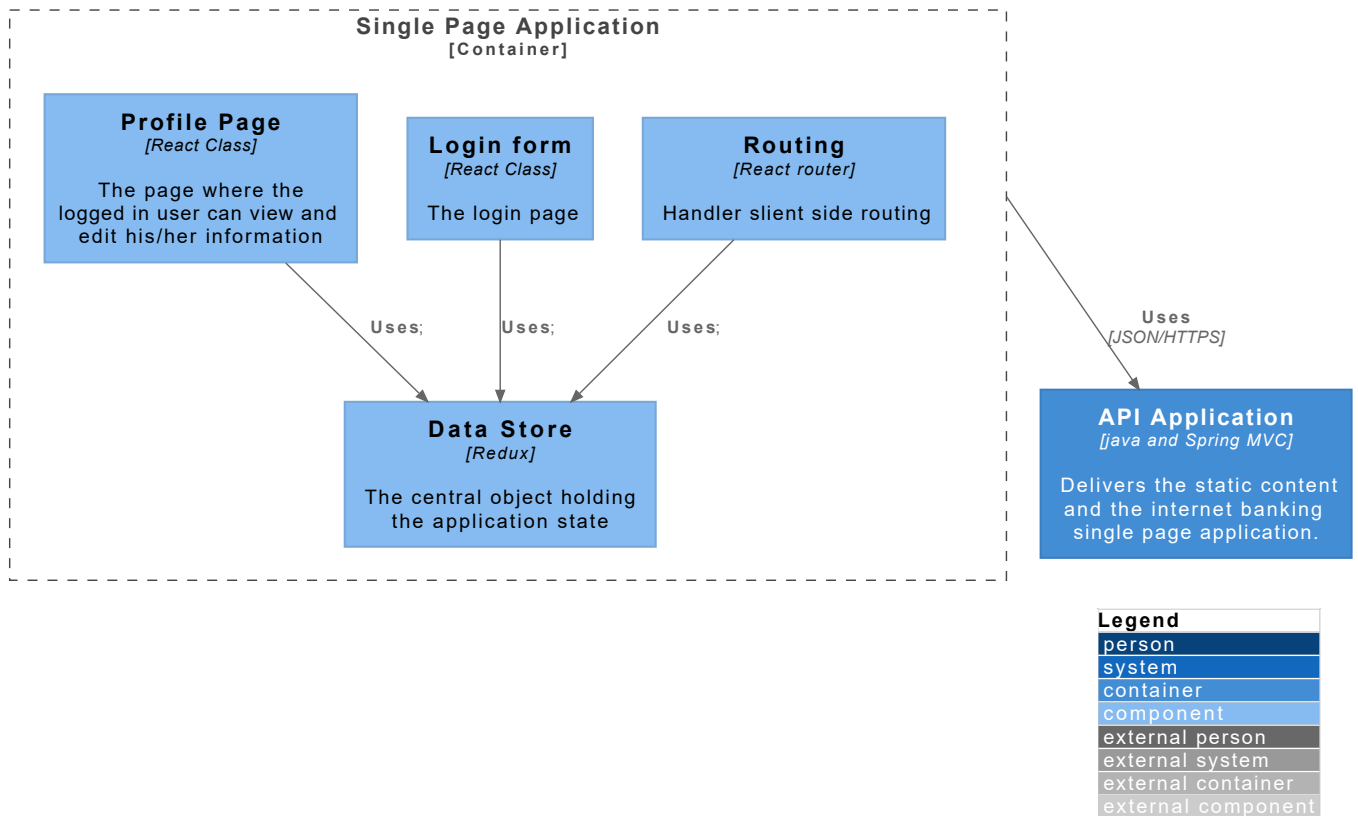 Single Page Application
[Container]
Profile Page
[React Class]
The page where the
logged in user can view and
edit his/her information
Login form
[React Class]
The login page
Routing
[React router]
Handler slient side routing
Uses;
Uses;
Uses;
Uses
[JSON/HTTPS]
Data Store
[Redux]
The central object holding
the application state
API Application
[java and Spring MVC]
Delivers the static content
and the internet banking
single page application.
Legend
person
system
container
component
external person
external system
external container
external component